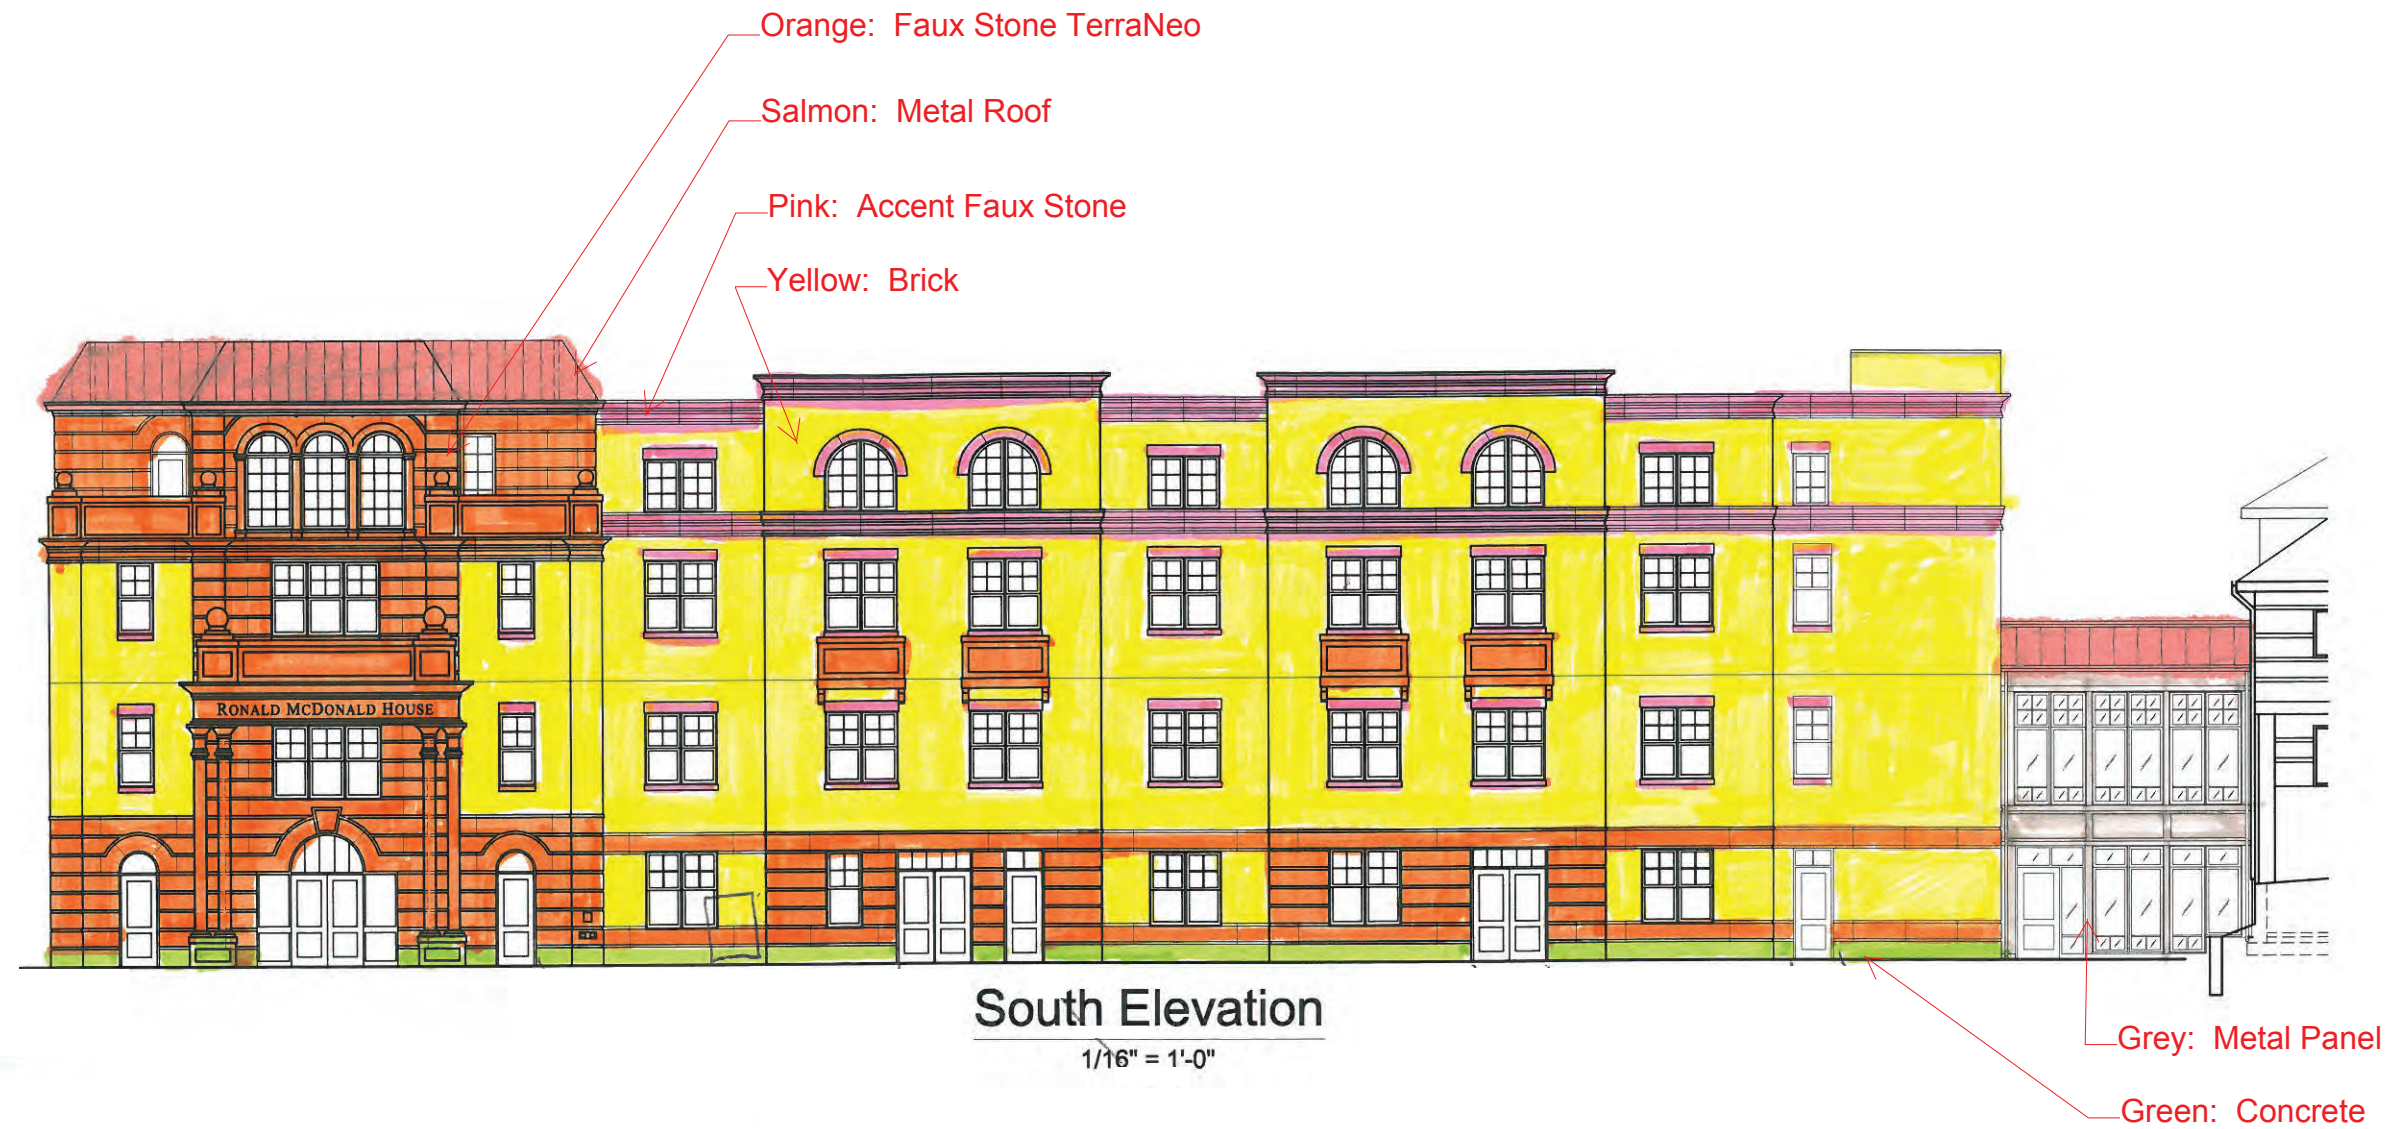 Orange: Faux Stone TerraNeo
Salmon: Metal Roof
Pink: Accent Faux Stone
Yellow: Brick
RONALD MCDONALD HOUSE
South Elevation
1/16" = 1'-0"
Grey: Metal Panel
Green: Concrete